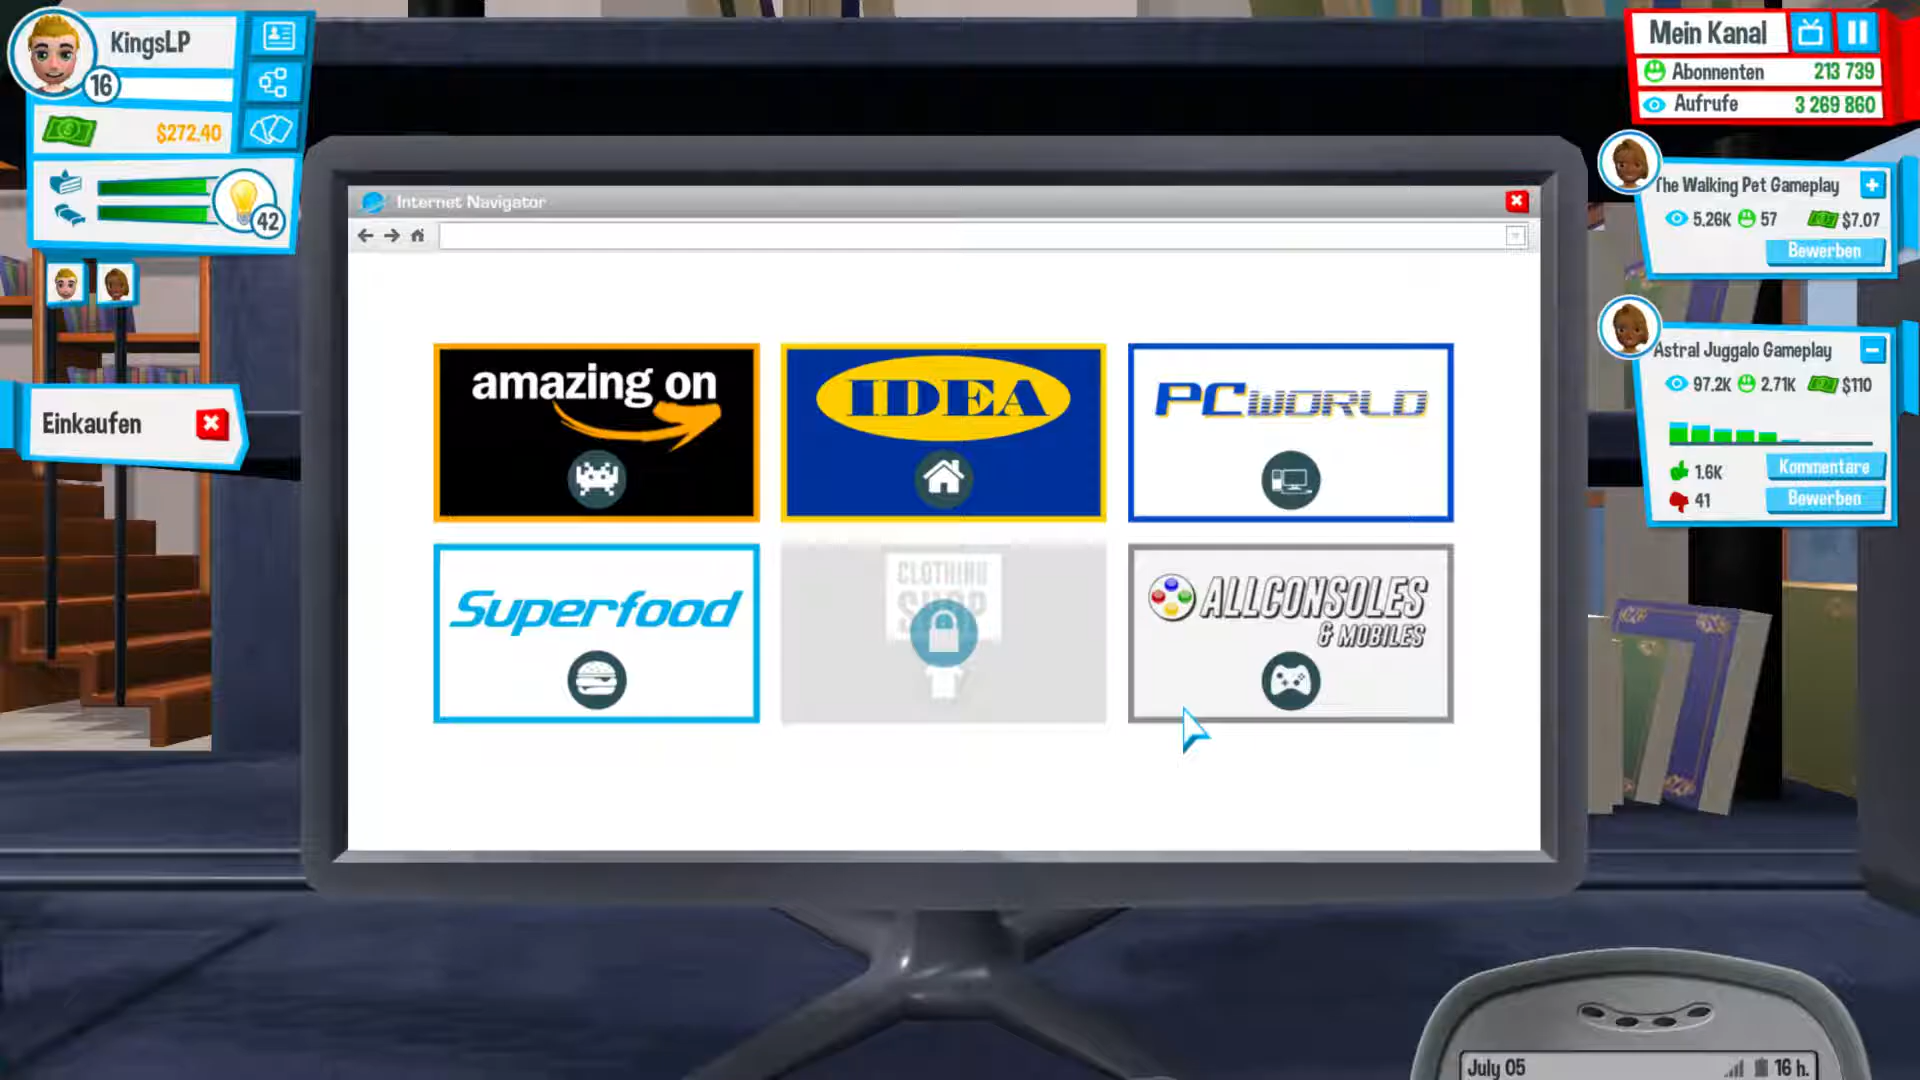 KingsLP
16
$272.40
42
Einkaufen
Internet Navigator
amazing on
IDEA
PCWORLD
Superfood
CLOTHING
SHOP
ALLCONSOLES
& MOBILES
Mein Kanal
Abonnenten 213 739
Aufrufe 3 269 860
The Walking Pet Gameplay
5.26K 57 $7.07
Bewerben
Astral Juggalo Gameplay
97.2K 2.71K $110
1.6K Kommentare
41 Bewerben
July 05 16 h.